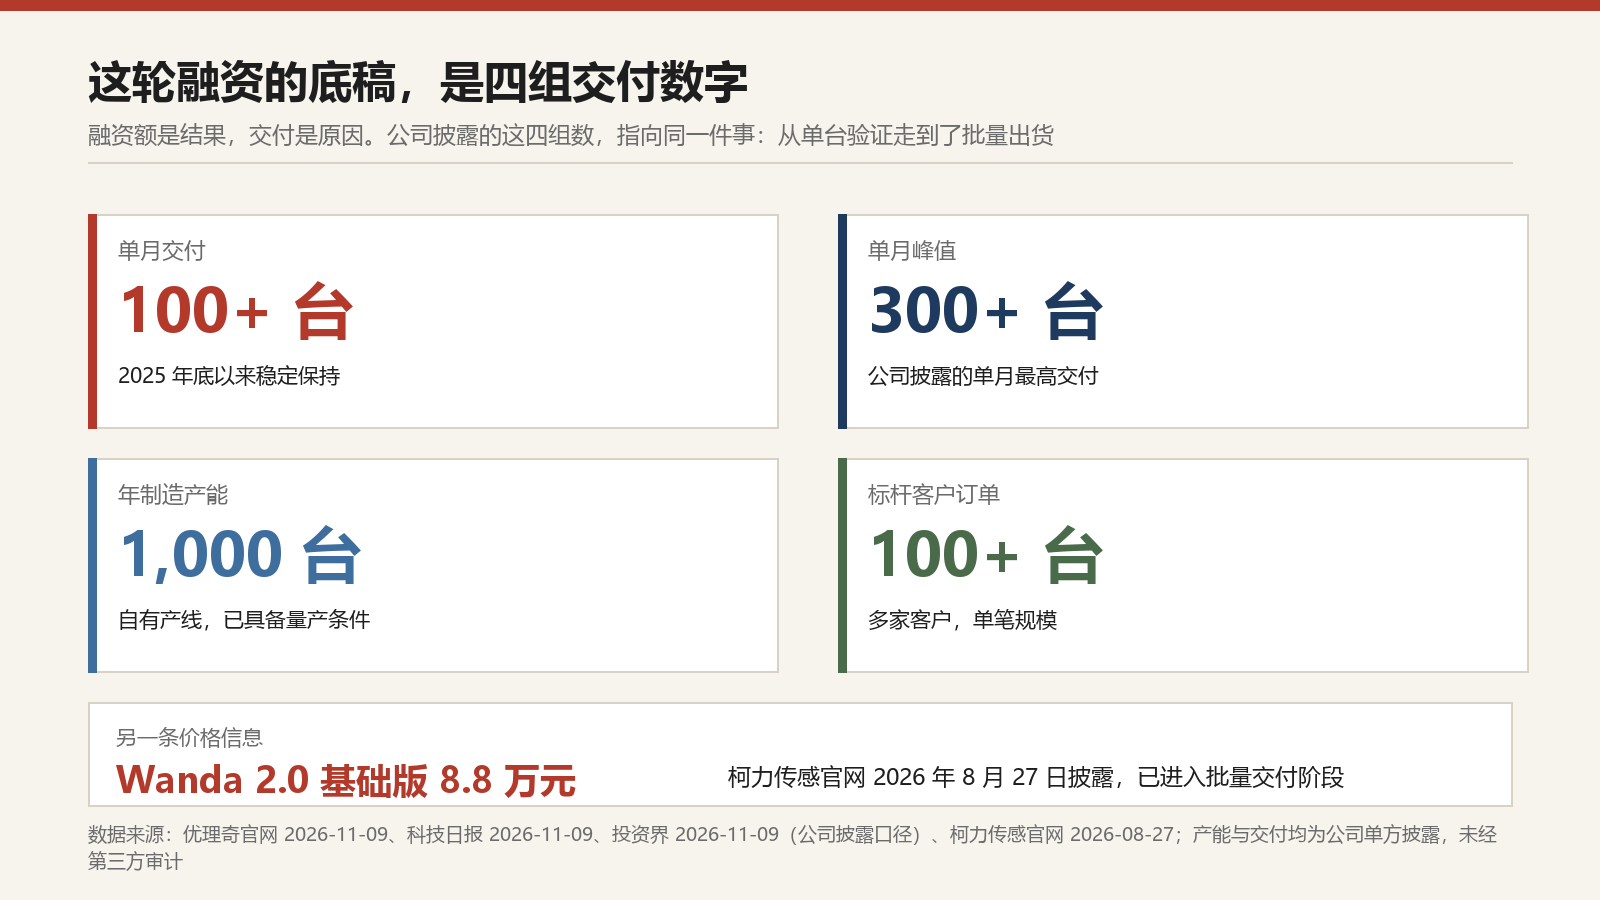 这轮融资的底稿，是四组交付数字
融资额是结果，交付是原因。公司披露的这四组数，指向同一件事：从单台验证走到了批量出货
单月交付
100+ 台
2025 年底以来稳定保持
单月峰值
300+ 台
公司披露的单月最高交付
年制造产能
1,000 台
自有产线，已具备量产条件
标杆客户订单
100+ 台
多家客户，单笔规模
另一条价格信息
Wanda 2.0 基础版 8.8 万元
柯力传感官网 2026 年 8 月 27 日披露，已进入批量交付阶段
数据来源：优理奇官网 2026-11-09、科技日报 2026-11-09、投资界 2026-11-09（公司披露口径）、柯力传感官网 2026-08-27；产能与交付均为公司单方披露，未经
第三方审计